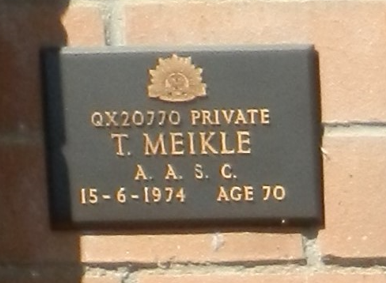 QX20770 PRIVATE
T. MEIKLE
A. A. S. C.
15-6-1974 AGE 70